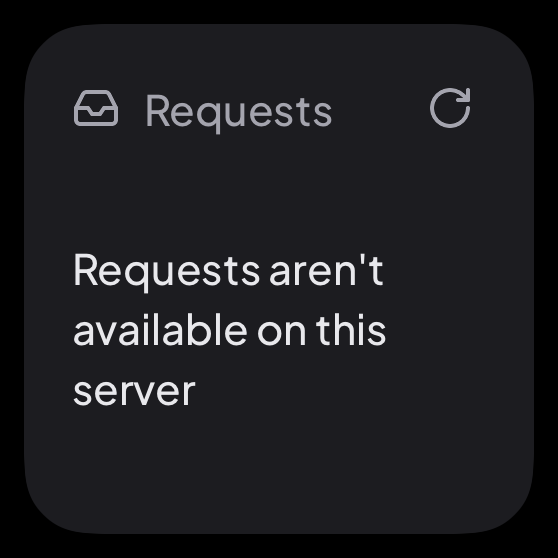 Requests
Requests aren't
available on this
server